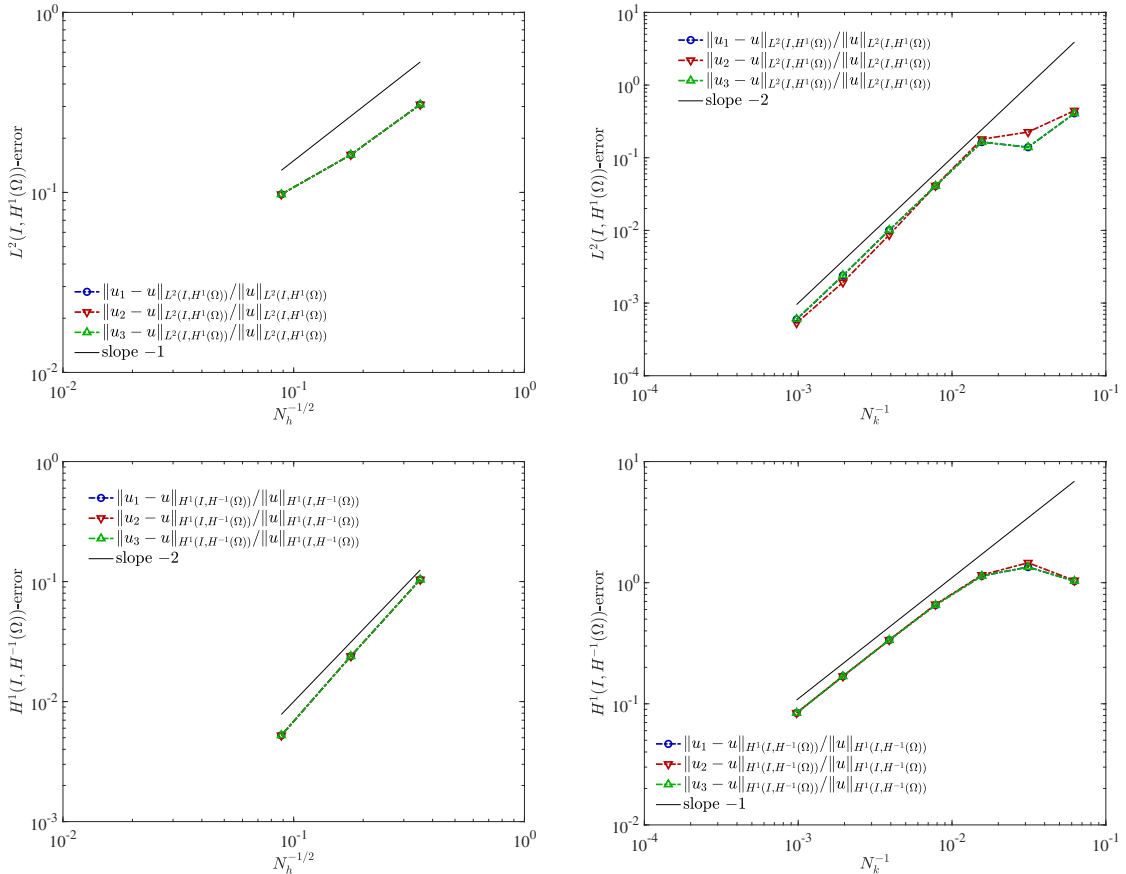 10^0
10^-1
10^-2
L^2(I, H^1(Ω))-error
‖u_1 − u‖_{L^2(I,H^1(Ω))}/‖u‖_{L^2(I,H^1(Ω))}
‖u_2 − u‖_{L^2(I,H^1(Ω))}/‖u‖_{L^2(I,H^1(Ω))}
‖u_3 − u‖_{L^2(I,H^1(Ω))}/‖u‖_{L^2(I,H^1(Ω))}
slope −1
10^-2 10^-1 10^0
N_h^{-1/2}
10^1
10^0
10^-1
10^-2
10^-3
10^-4
L^2(I, H^1(Ω))-error
‖u_1 − u‖_{L^2(I,H^1(Ω))}/‖u‖_{L^2(I,H^1(Ω))}
‖u_2 − u‖_{L^2(I,H^1(Ω))}/‖u‖_{L^2(I,H^1(Ω))}
‖u_3 − u‖_{L^2(I,H^1(Ω))}/‖u‖_{L^2(I,H^1(Ω))}
slope −2
10^-4 10^-3 10^-2 10^-1
N_k^{-1}
10^0
10^-1
10^-2
10^-3
H^1(I, H^{-1}(Ω))-error
‖u_1 − u‖_{H^1(I,H^{-1}(Ω))}/‖u‖_{H^1(I,H^{-1}(Ω))}
‖u_2 − u‖_{H^1(I,H^{-1}(Ω))}/‖u‖_{H^1(I,H^{-1}(Ω))}
‖u_3 − u‖_{H^1(I,H^{-1}(Ω))}/‖u‖_{H^1(I,H^{-1}(Ω))}
slope −2
10^-2 10^-1 10^0
N_h^{-1/2}
10^1
10^0
10^-1
10^-2
H^1(I, H^{-1}(Ω))-error
‖u_1 − u‖_{H^1(I,H^{-1}(Ω))}/‖u‖_{H^1(I,H^{-1}(Ω))}
‖u_2 − u‖_{H^1(I,H^{-1}(Ω))}/‖u‖_{H^1(I,H^{-1}(Ω))}
‖u_3 − u‖_{H^1(I,H^{-1}(Ω))}/‖u‖_{H^1(I,H^{-1}(Ω))}
slope −1
10^-4 10^-3 10^-2 10^-1
N_k^{-1}